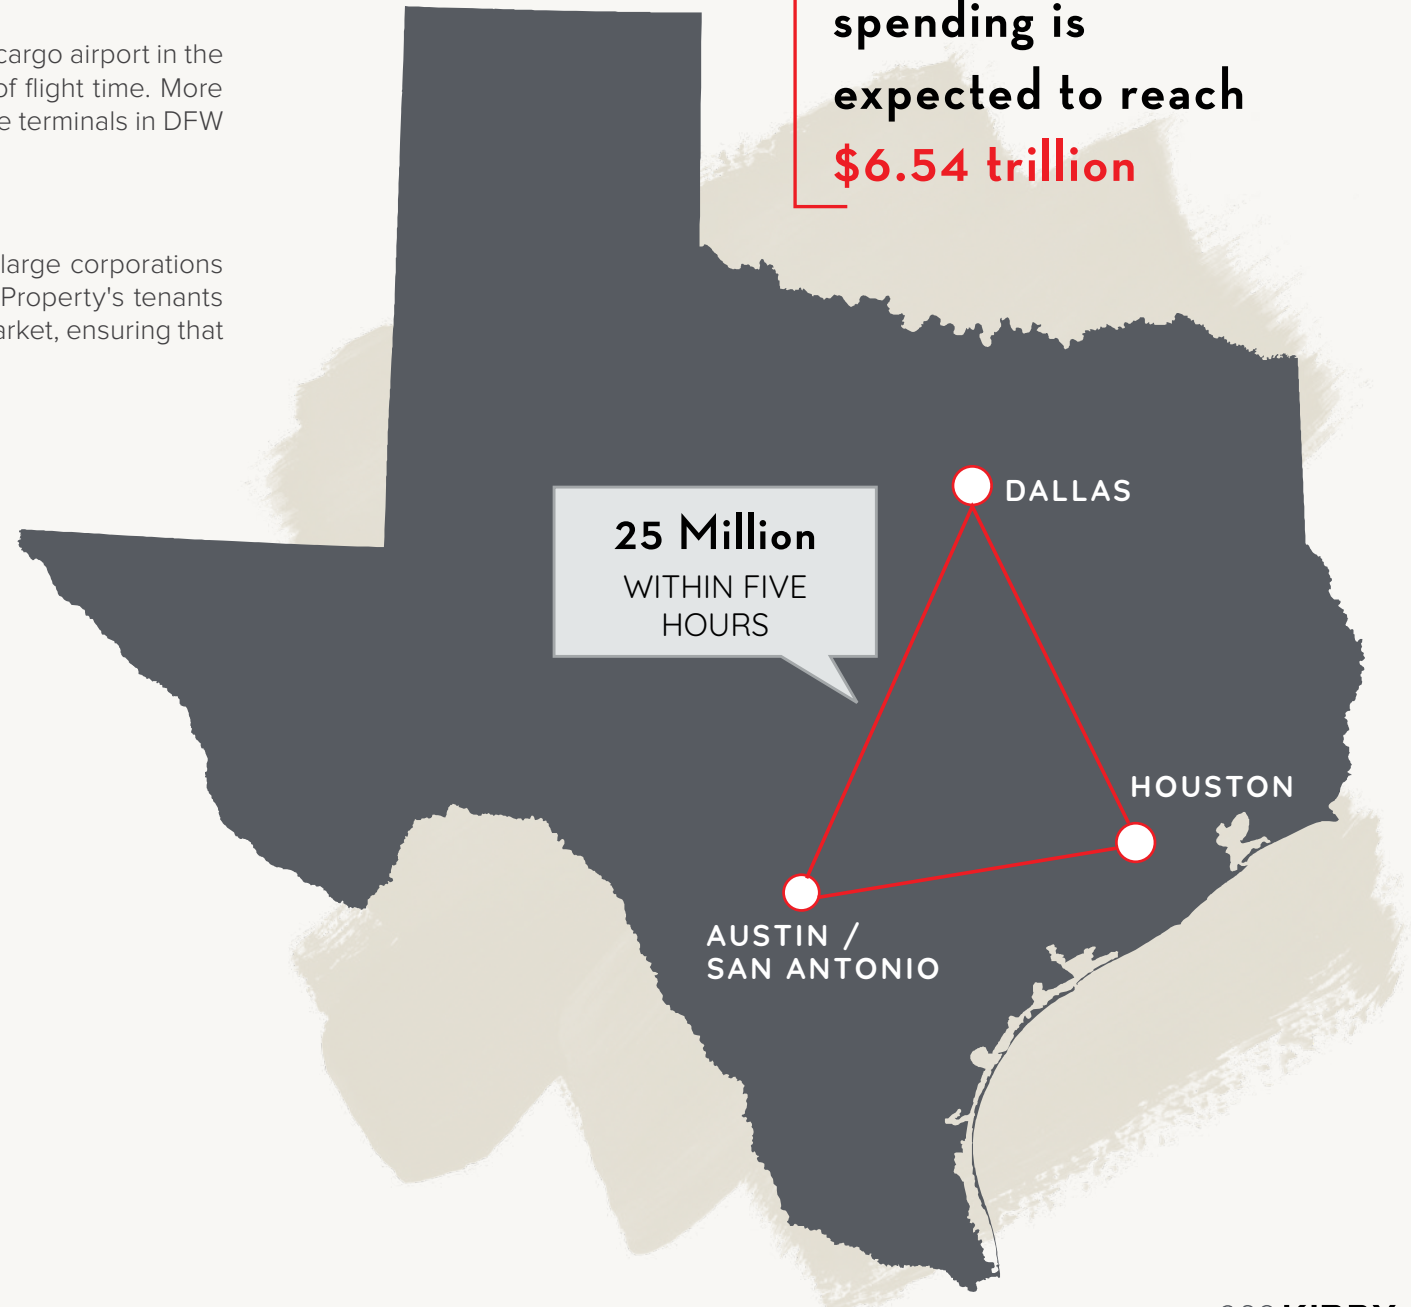 cargo airport in the
of flight time. More
terminals in DFW
large corporations
Property's tenants
ensuring that
spending is
expected to reach
$6.54 trillion
25 Million
WITHIN FIVE
HOURS
DALLAS
HOUSTON
AUSTIN /
SAN ANTONIO